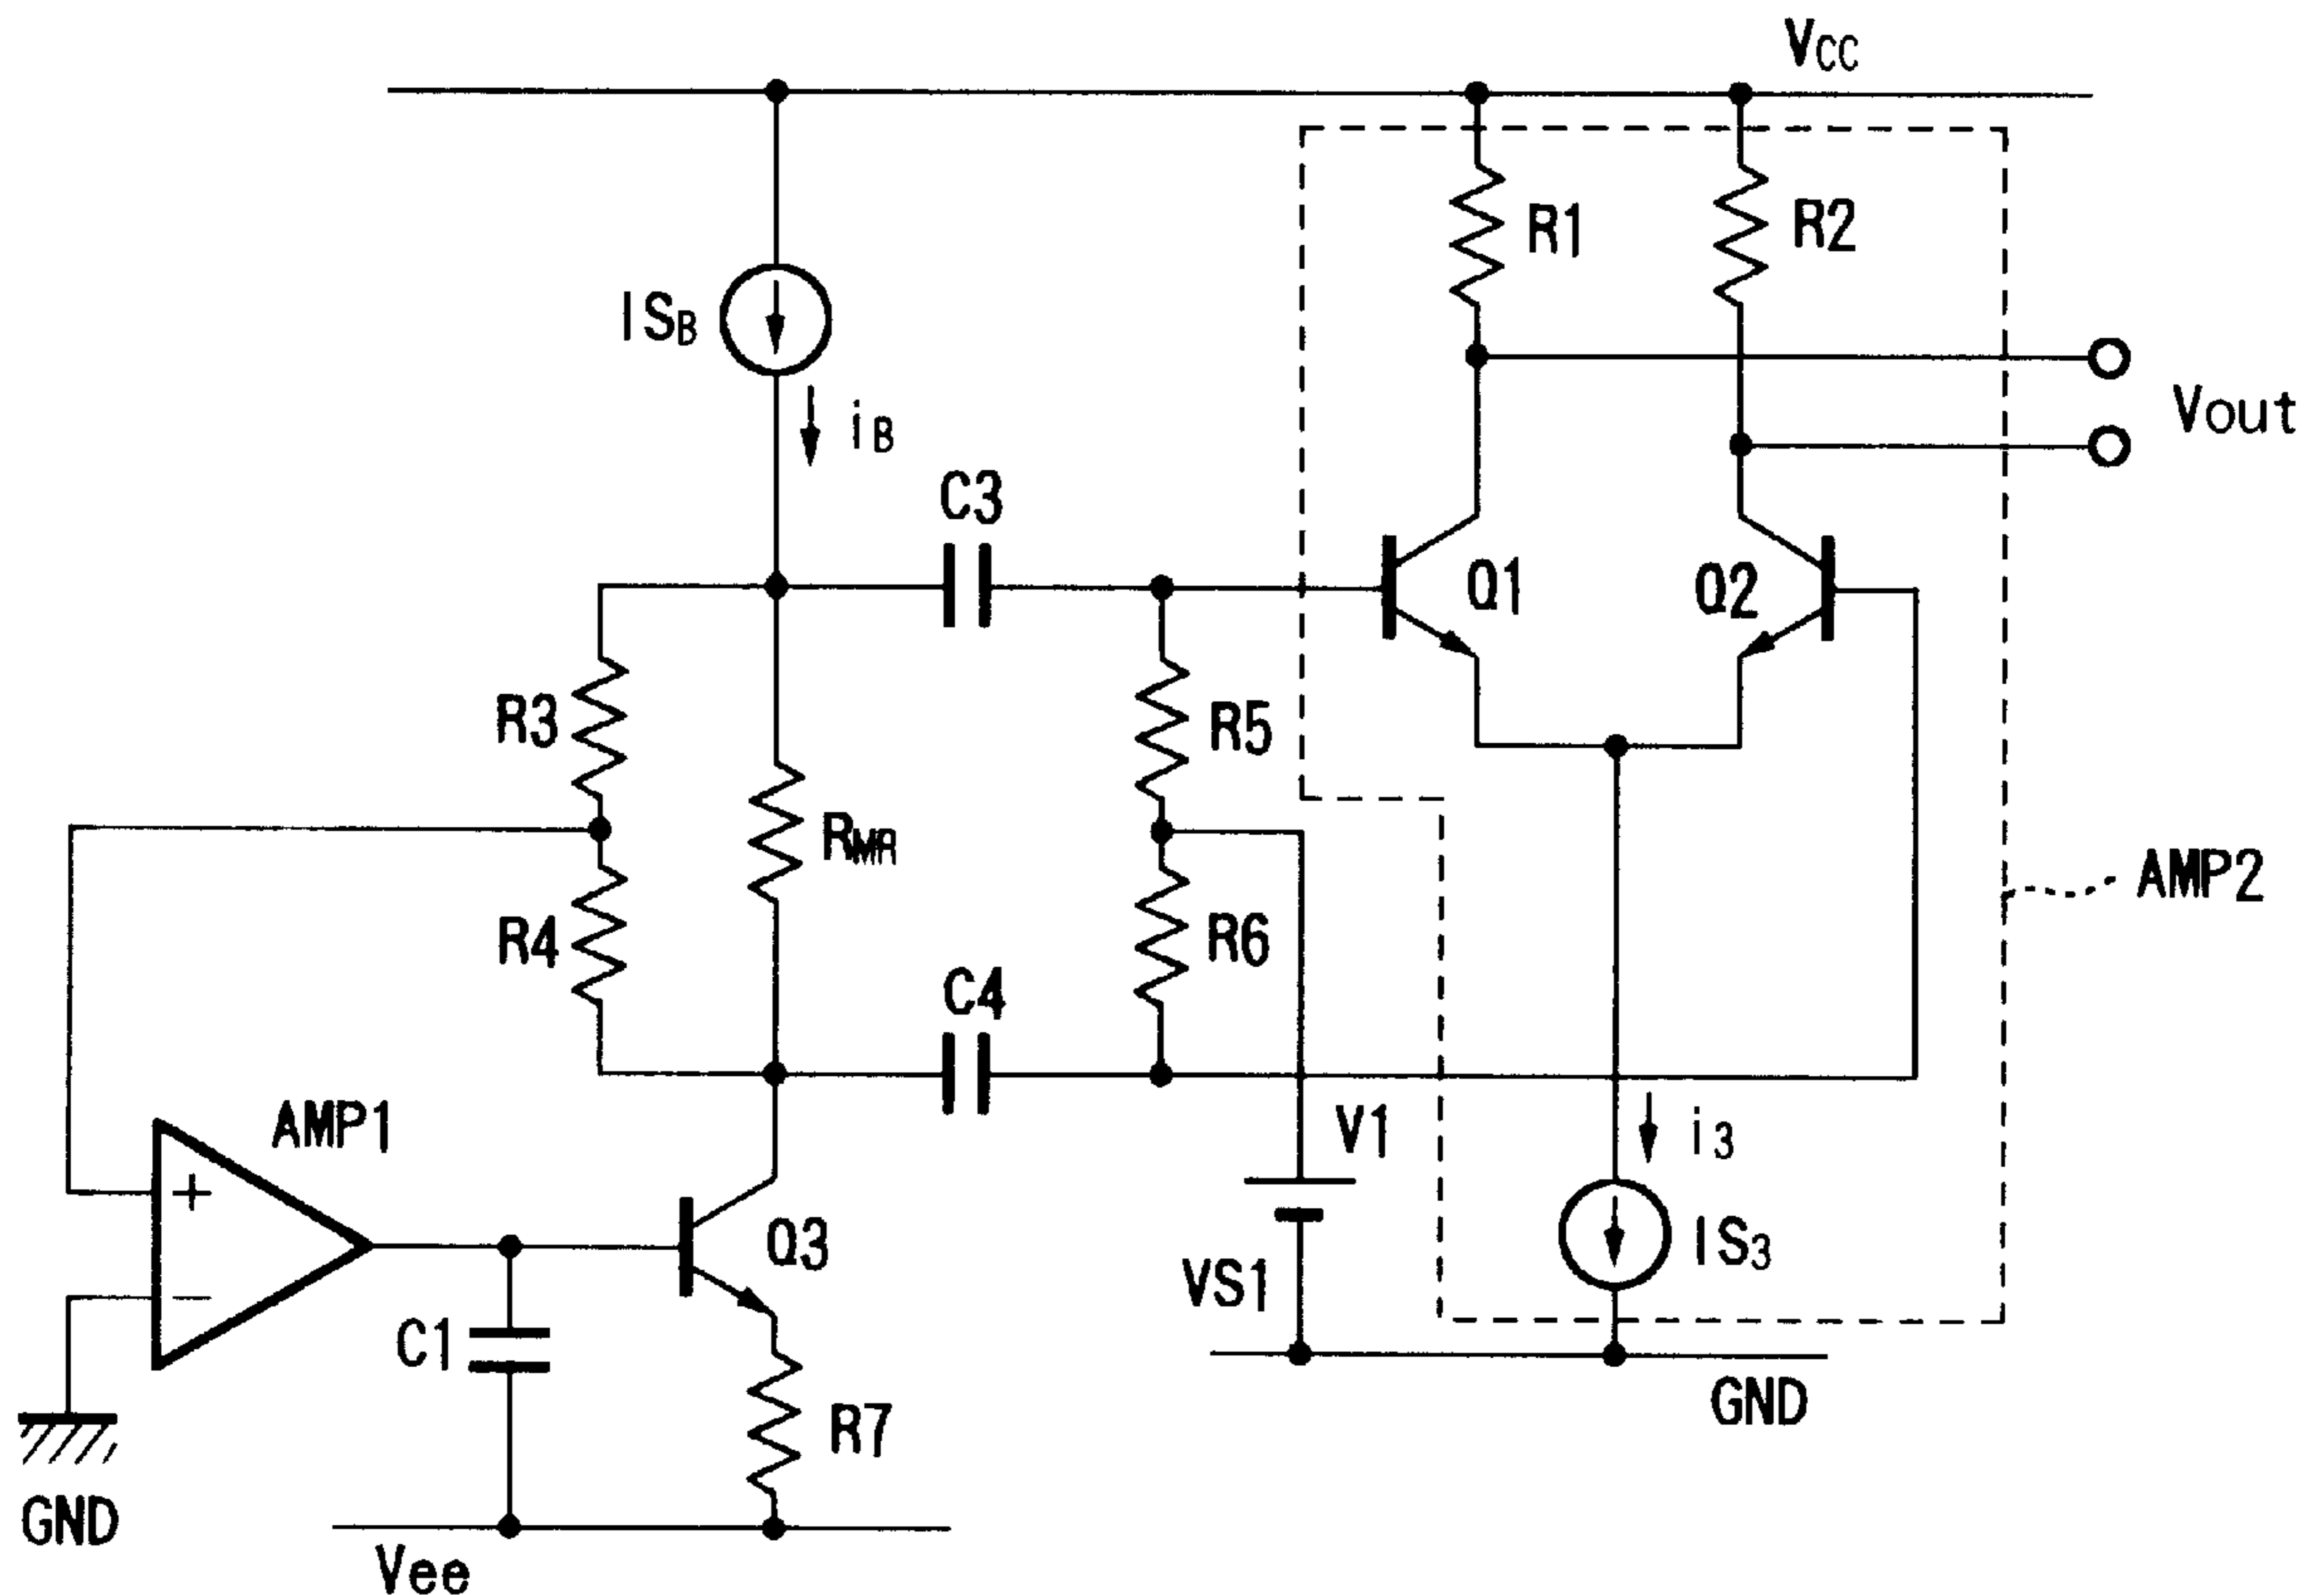 VCC
R1
R2
ISB
iB
Vout
C3
Q1
Q2
R3
R5
RMR
AMP2
R4
R6
C4
AMP1
V1
i3
+
Q3
IS3
VS1
−
C1
GND
R7
GND
Vee